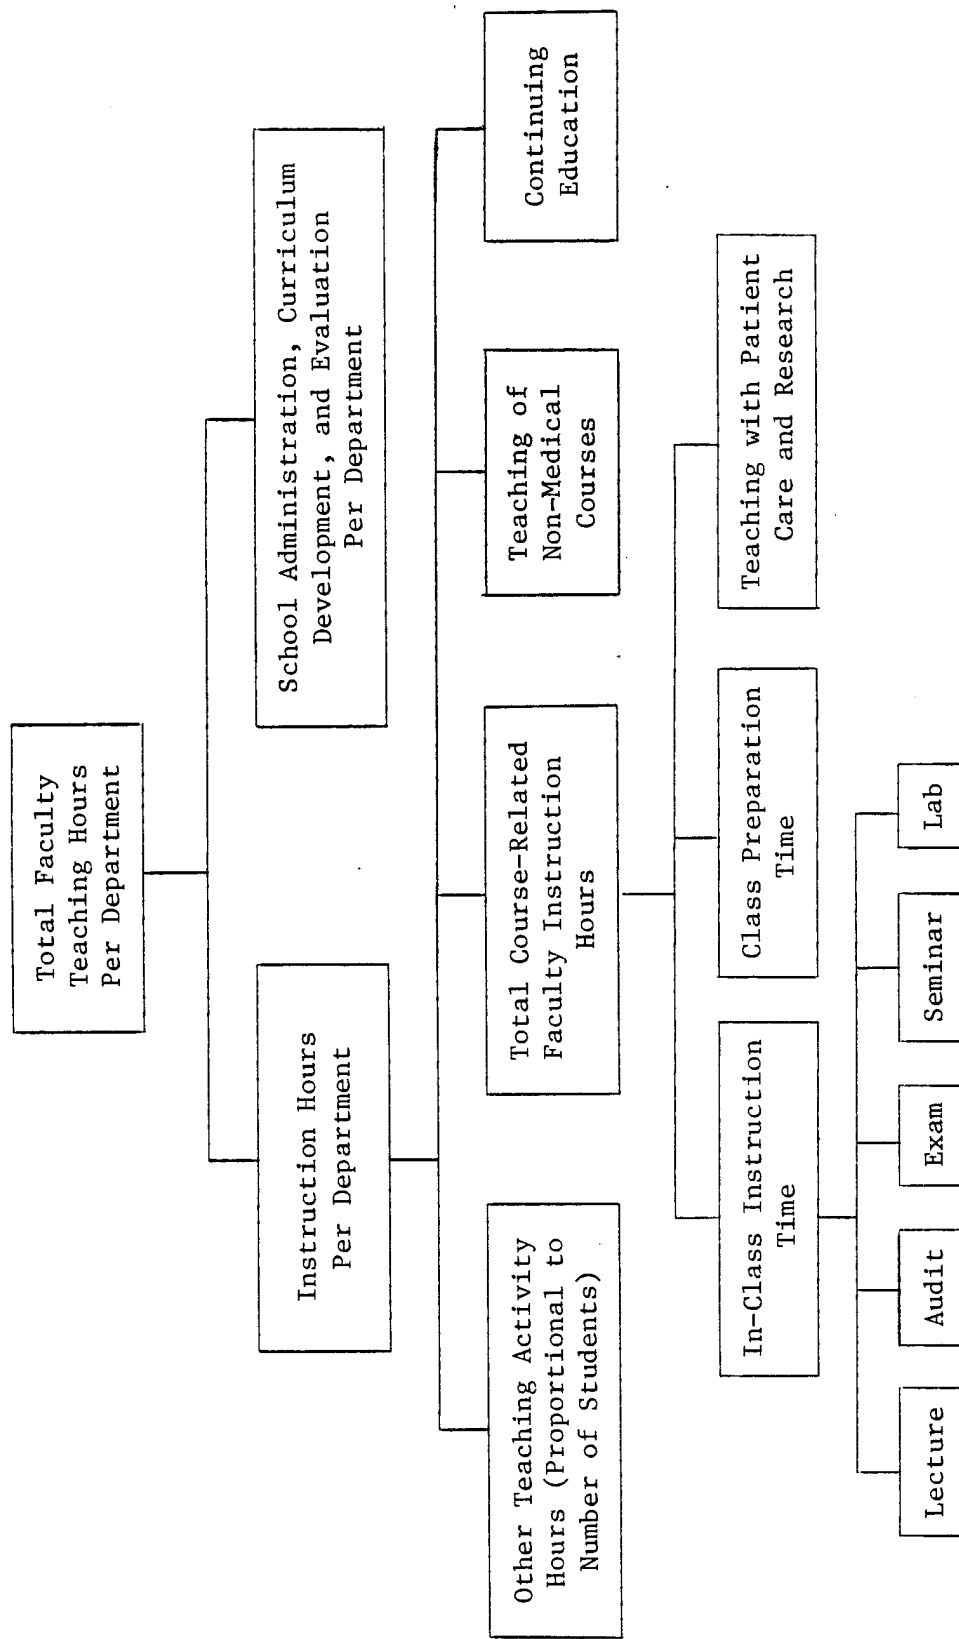 Total Faculty
Teaching Hours
Per Department
Instruction Hours
Per Department
School Administration, Curriculum
Development, and Evaluation
Per Department
Other Teaching Activity
Hours (Proportional to
Number of Students)
Total Course-Related
Faculty Instruction
Hours
Teaching of
Non-Medical
Courses
Continuing
Education
In-Class Instruction
Time
Class Preparation
Time
Teaching with Patient
Care and Research
Lecture
Audit
Exam
Seminar
Lab